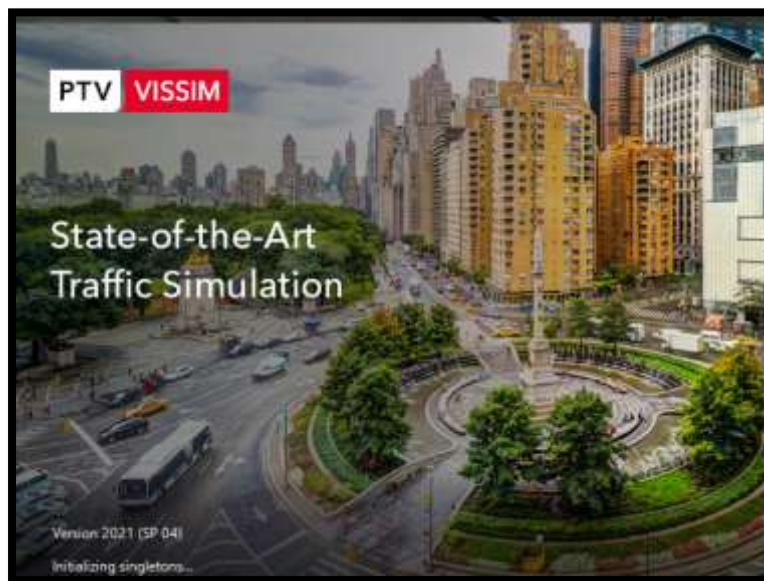 PTV VISSIM
State-of-the-Art
Traffic Simulation
Version 2021 (SP 04)
Initializing singletons...